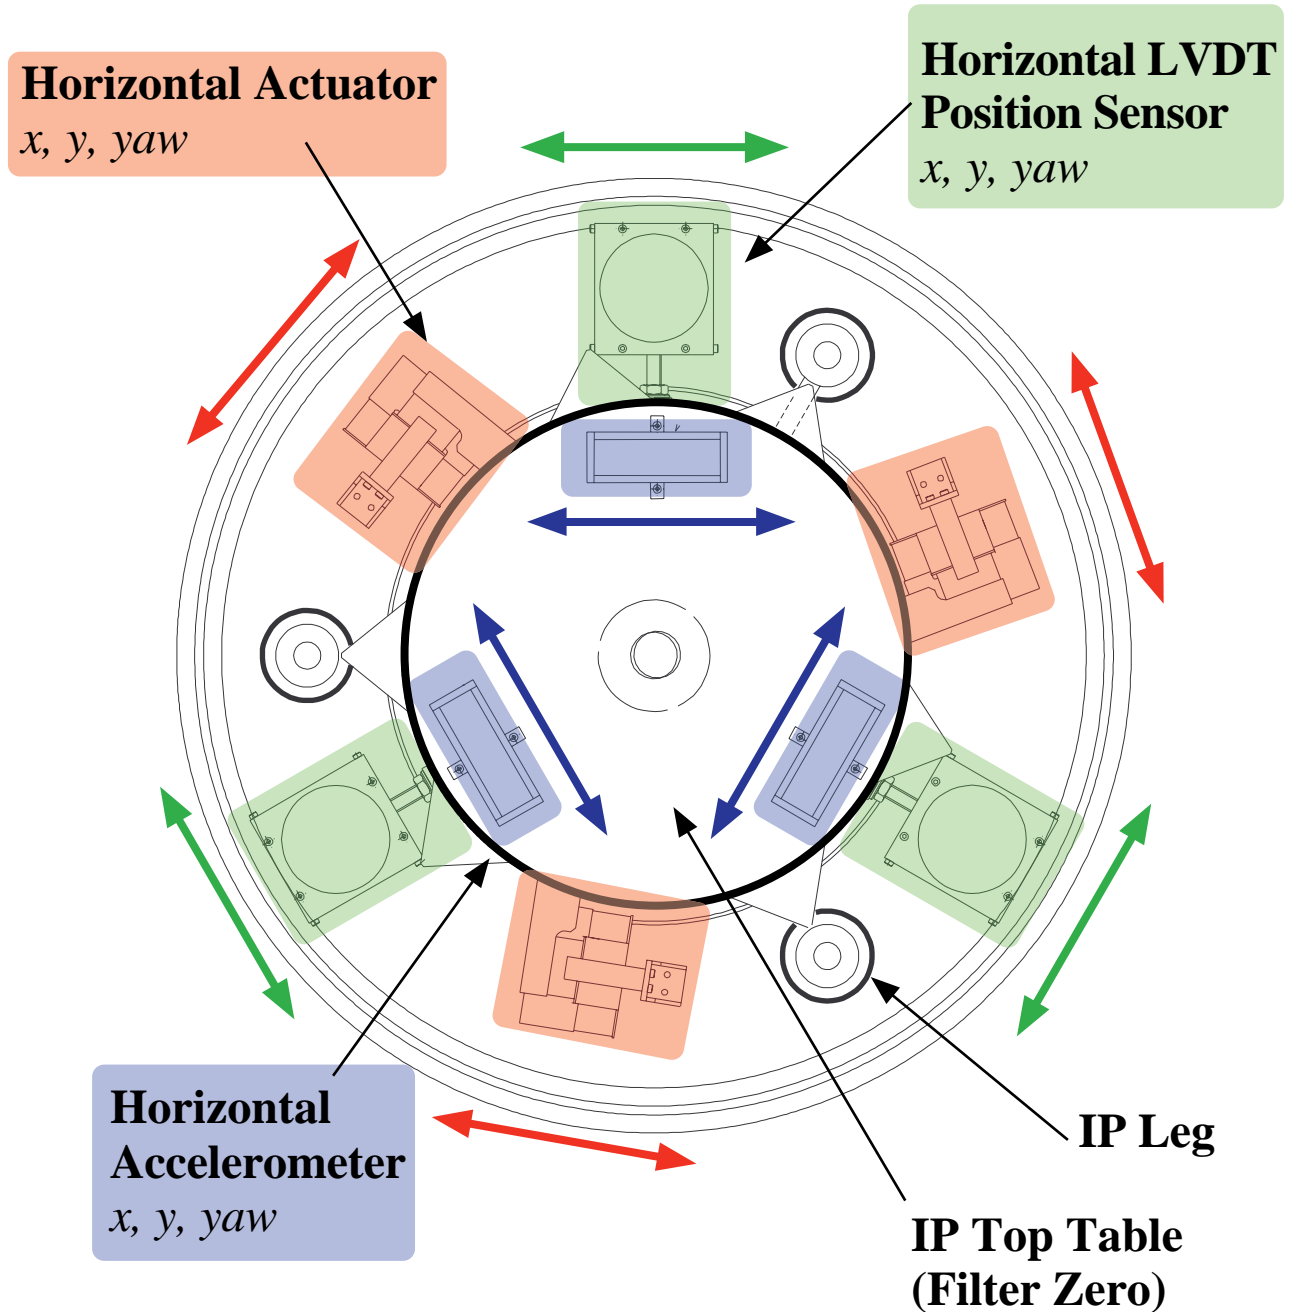 Horizontal Actuator
x, y, yaw
Horizontal LVDT
Position Sensor
x, y, yaw
Horizontal
Accelerometer
x, y, yaw
IP Leg
IP Top Table
(Filter Zero)